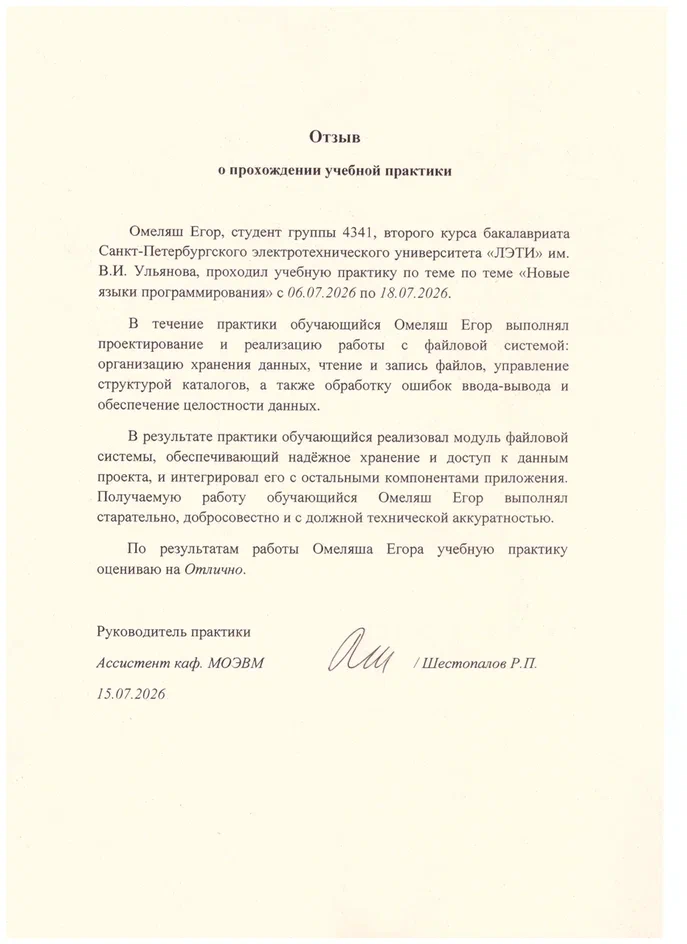 Отзыв
о прохождении учебной практики
Омеляш Егор, студент группы 4341, второго курса бакалавриата
Санкт-Петербургского электротехнического университета «ЛЭТИ» им.
В.И. Ульянова, проходил учебную практику по теме по теме «Новые
языки программирования» с 06.07.2026 по 18.07.2026.
В течение практики обучающийся Омеляш Егор выполнял
проектирование и реализацию работы с файловой системой:
организацию хранения данных, чтение и запись файлов, управление
структурой каталогов, а также обработку ошибок ввода-вывода и
обеспечение целостности данных.
В результате практики обучающийся реализовал модуль файловой
системы, обеспечивающий надёжное хранение и доступ к данным
проекта, и интегрировал его с остальными компонентами приложения.
Получаемую работу обучающийся Омеляш Егор выполнял
старательно, добросовестно и с должной технической аккуратностью.
По результатам работы Омеляша Егора учебную практику
оцениваю на Отлично.
Руководитель практики
Ассистент каф. МОЭВМ / Шестопалов Р.П.
15.07.2026